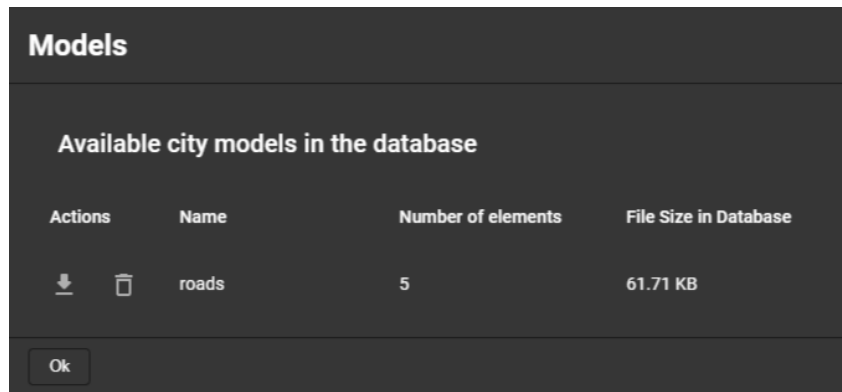 Models
Available city models in the database
Actions Name Number of elements File Size in Database
roads 5 61.71 KB
Ok